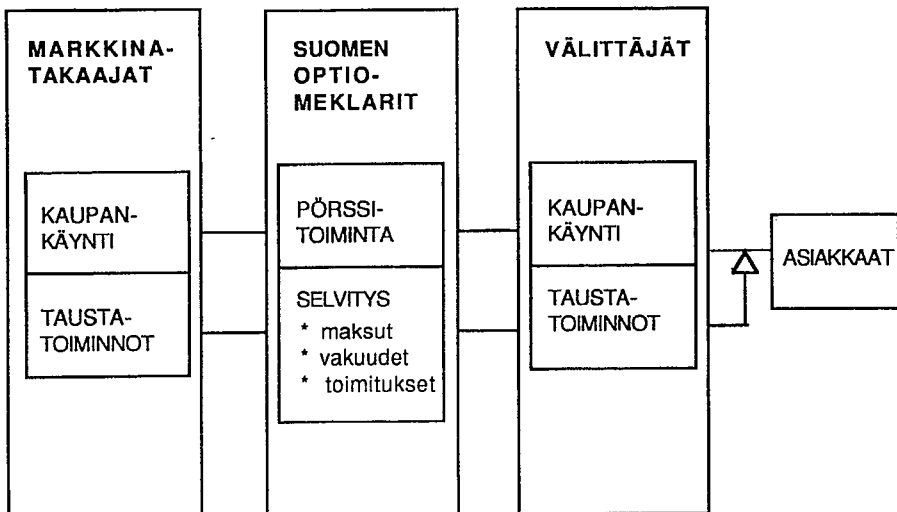 MARKKINA-
TAKAAJAT
KAUPAN-
KÄYNTI
TAUSTA-
TOIMINNOT
SUOMEN
OPTIO-
MEKLARIT
PÖRSSI-
TOIMINTA
SELVITYS
* maksut
* vakuudet
* toimitukset
VÄLITTÄJÄT
KAUPAN-
KÄYNTI
TAUSTA-
TOIMINNOT
ASIAKKAAT